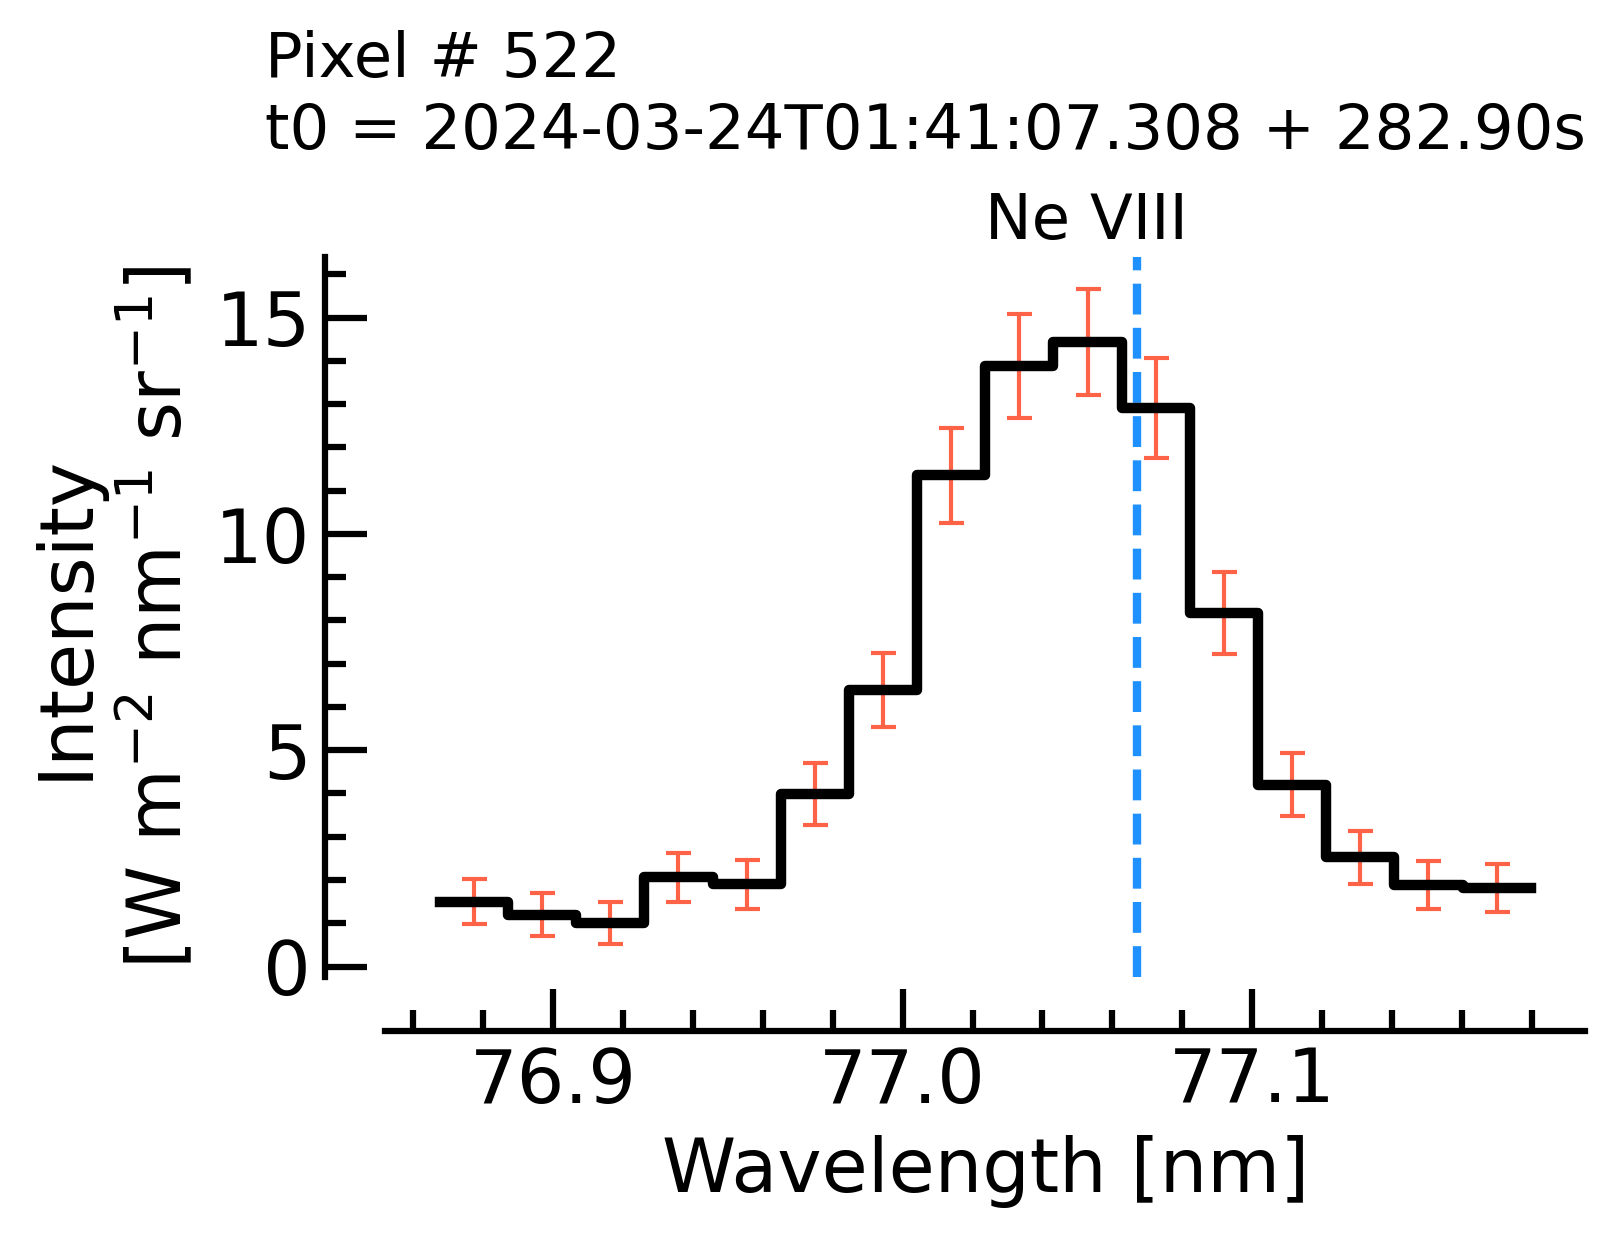 Pixel # 522
t0 = 2024-03-24T01:41:07.308 + 282.90s
Ne VIII
Intensity
[W m⁻² nm⁻¹ sr⁻¹]
15
10
5
0
76.9 77.0 77.1
Wavelength [nm]